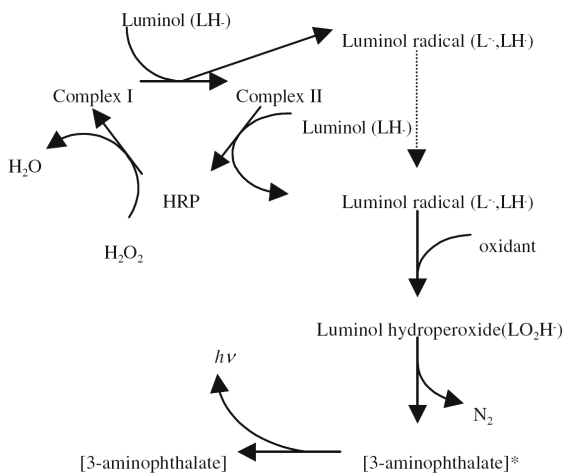 Luminol (LH-)
Luminol radical (L··,LH·)
Complex I
Complex II
Luminol (LH-)
H₂O
HRP
Luminol radical (L··,LH·)
H₂O₂
oxidant
Luminol hydroperoxide(LO₂H-)
hν
N₂
[3-aminophthalate]
[3-aminophthalate]*